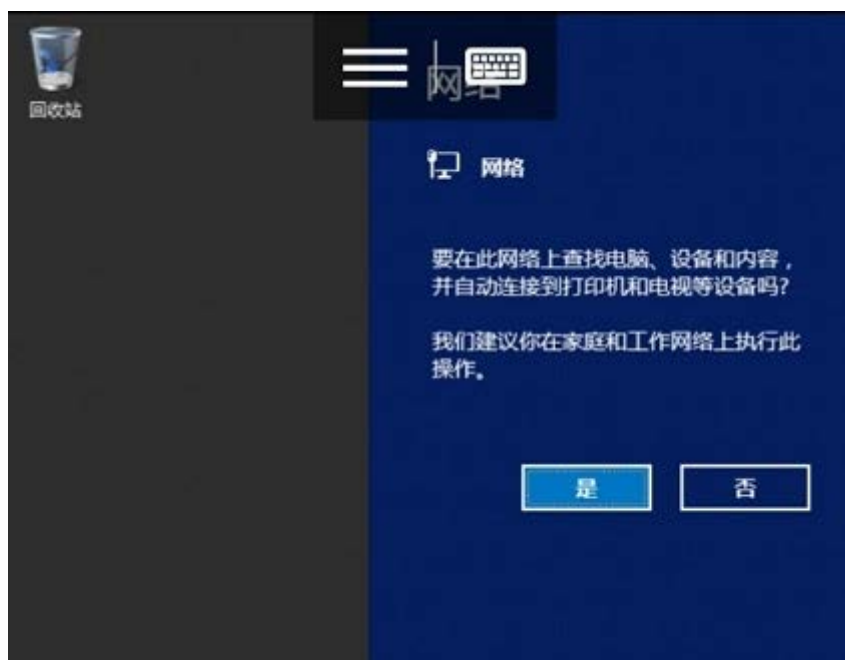 回收站
网络
网络
要在此网络上查找电脑、设备和内容，
并自动连接到打印机和电视等设备吗?
我们建议你在家庭和工作网络上执行此
操作。
是
否